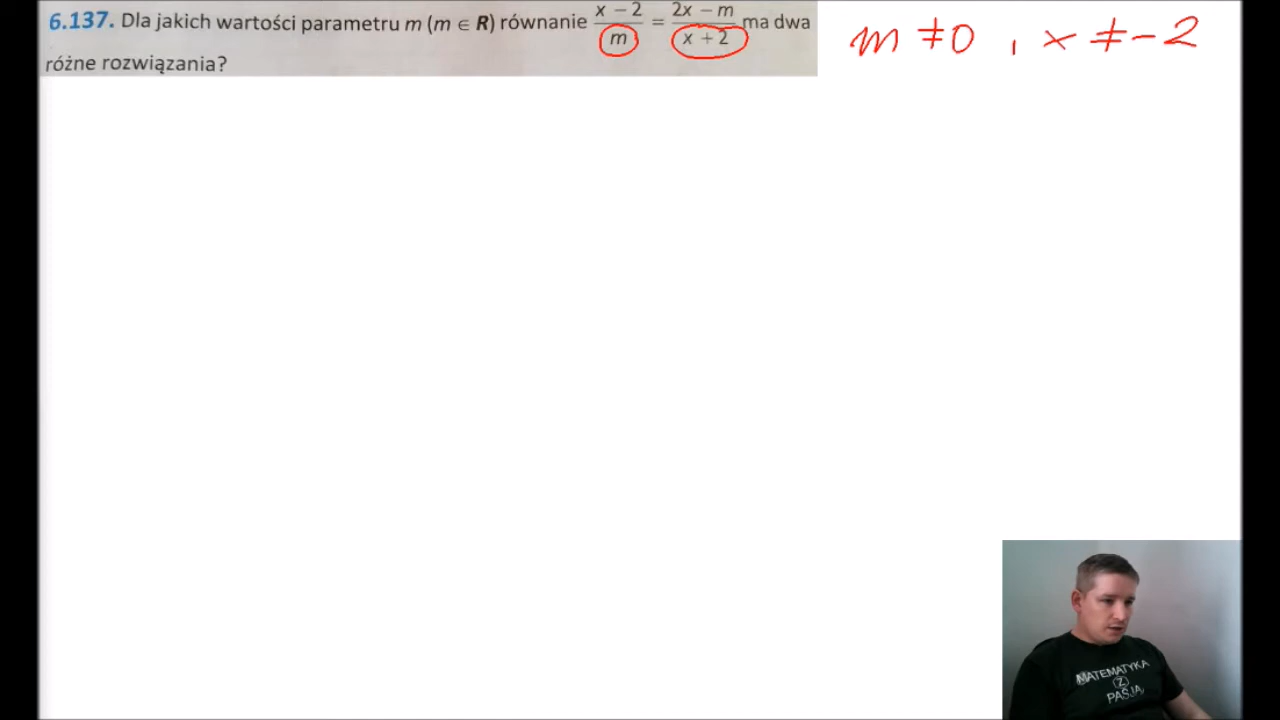 6.137. Dla jakich wartości parametru m (m ∈ R) równanie x − 2 / m = 2x − m / x + 2 ma dwa
różne rozwiązania?
m ≠ 0 , x ≠ −2
MATEMATYKA
Z
PASJĄ